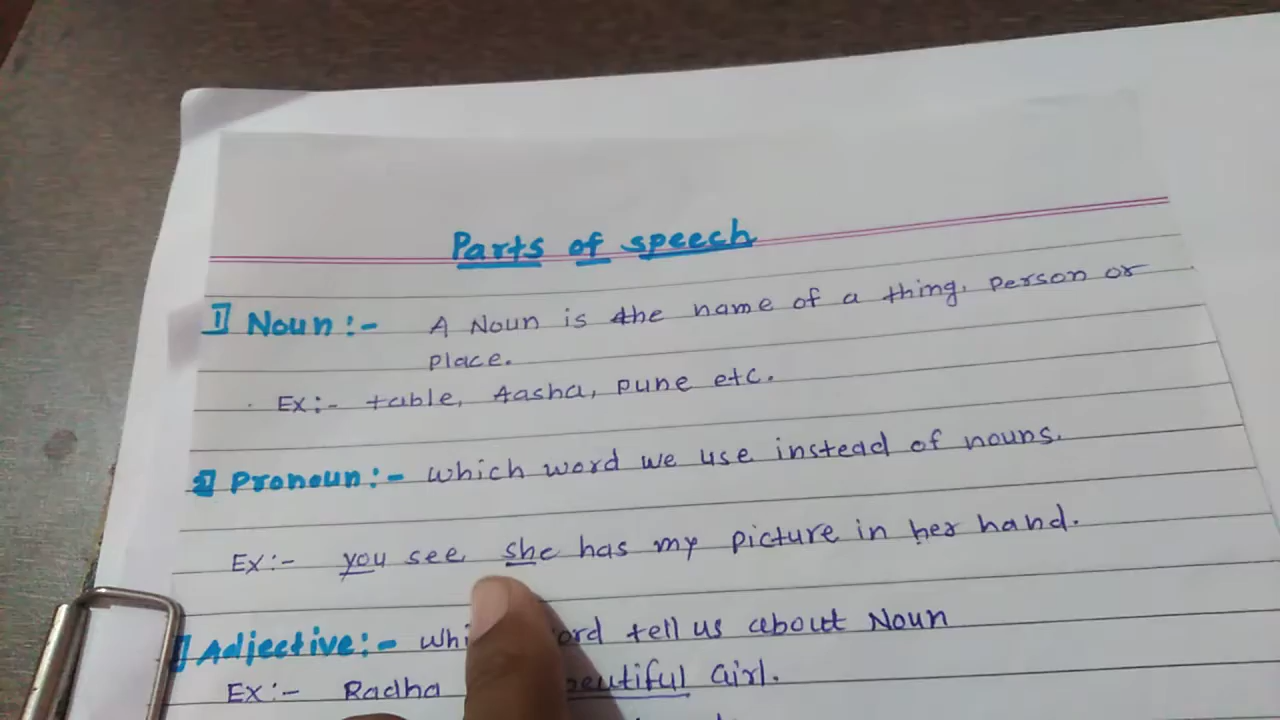 Parts of speech
1] Noun :- A Noun is the name of a thing, person or
place.
Ex :- table, Aasha, pune etc.
2] Pronoun :- which word we use instead of nouns.
Ex :- you see, she has my picture in her hand.
Adjective :- tell us about Noun
Ex :- Radha beautiful Girl.